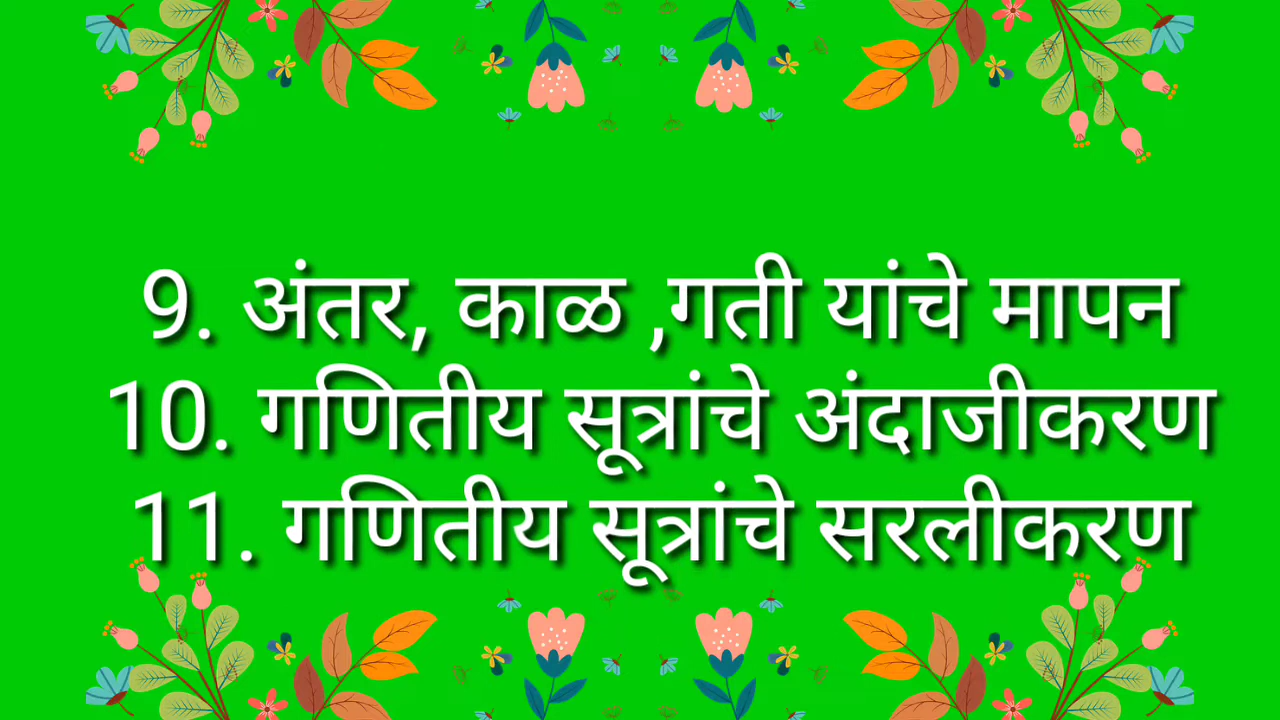 9. अंतर, काळ ,गती यांचे मापन
10. गणितीय सूत्रांचे अंदाजीकरण
11. गणितीय सूत्रांचे सरलीकरण